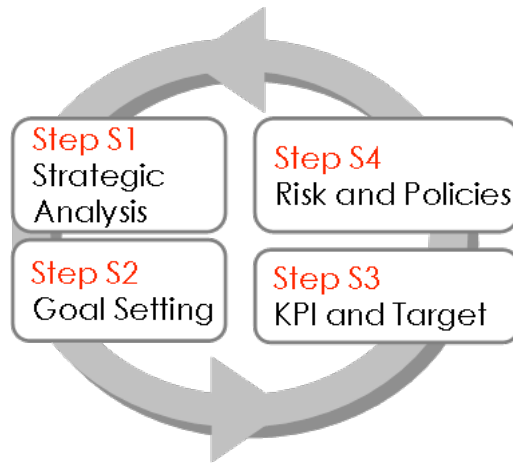 Step S1
Strategic
Analysis
Step S4
Risk and Policies
Step S2
Goal Setting
Step S3
KPI and Target